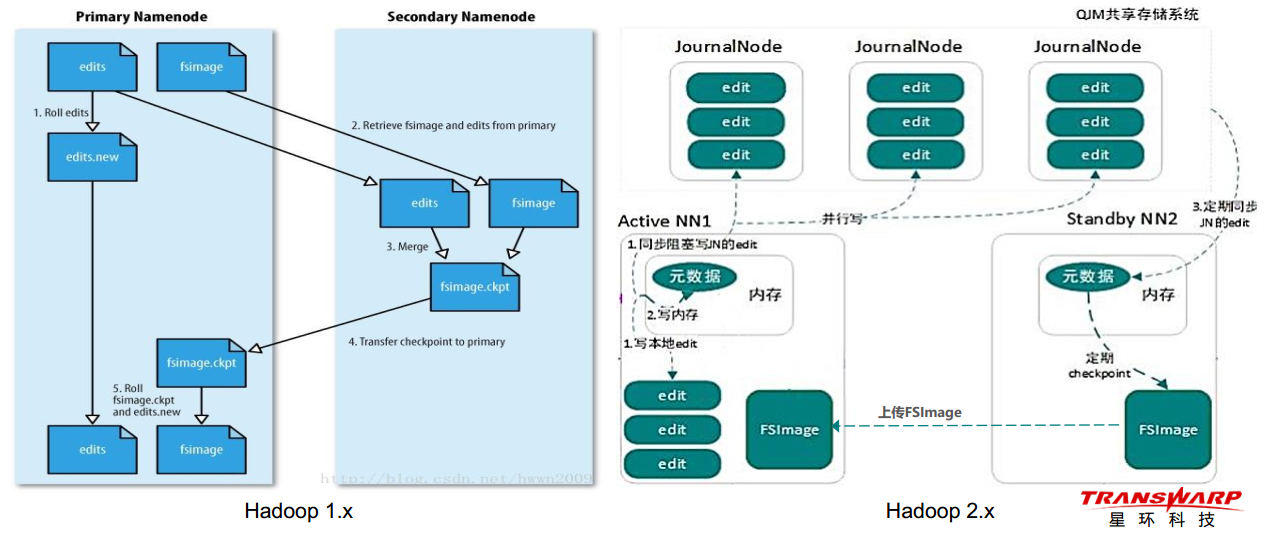 Primary Namenode
Secondary Namenode
edits
fsimage
1. Roll edits
2. Retrieve fsimage and edits from primary
edits.new
edits
fsimage
3. Merge
fsimage.ckpt
4. Transfer checkpoint to primary
fsimage.ckpt
5. Roll
fsimage.ckpt
and edits.new
edits
fsimage
http://blog.csdn.net/hwwn2009
Hadoop 1.x
QJM共享存储系统
JournalNode
JournalNode
JournalNode
edit
edit
edit
edit
edit
edit
edit
edit
edit
并行写
3.定期同步
JN的edit
Active NN1
Standby NN2
1.同步阻塞写JN的edit
元数据
内存
2.写内存
1.写本地edit
edit
edit
edit
FSImage
上传FSImage
元数据
内存
定期
checkpoint
FSImage
Hadoop 2.x
TRANSWARP
星环科技